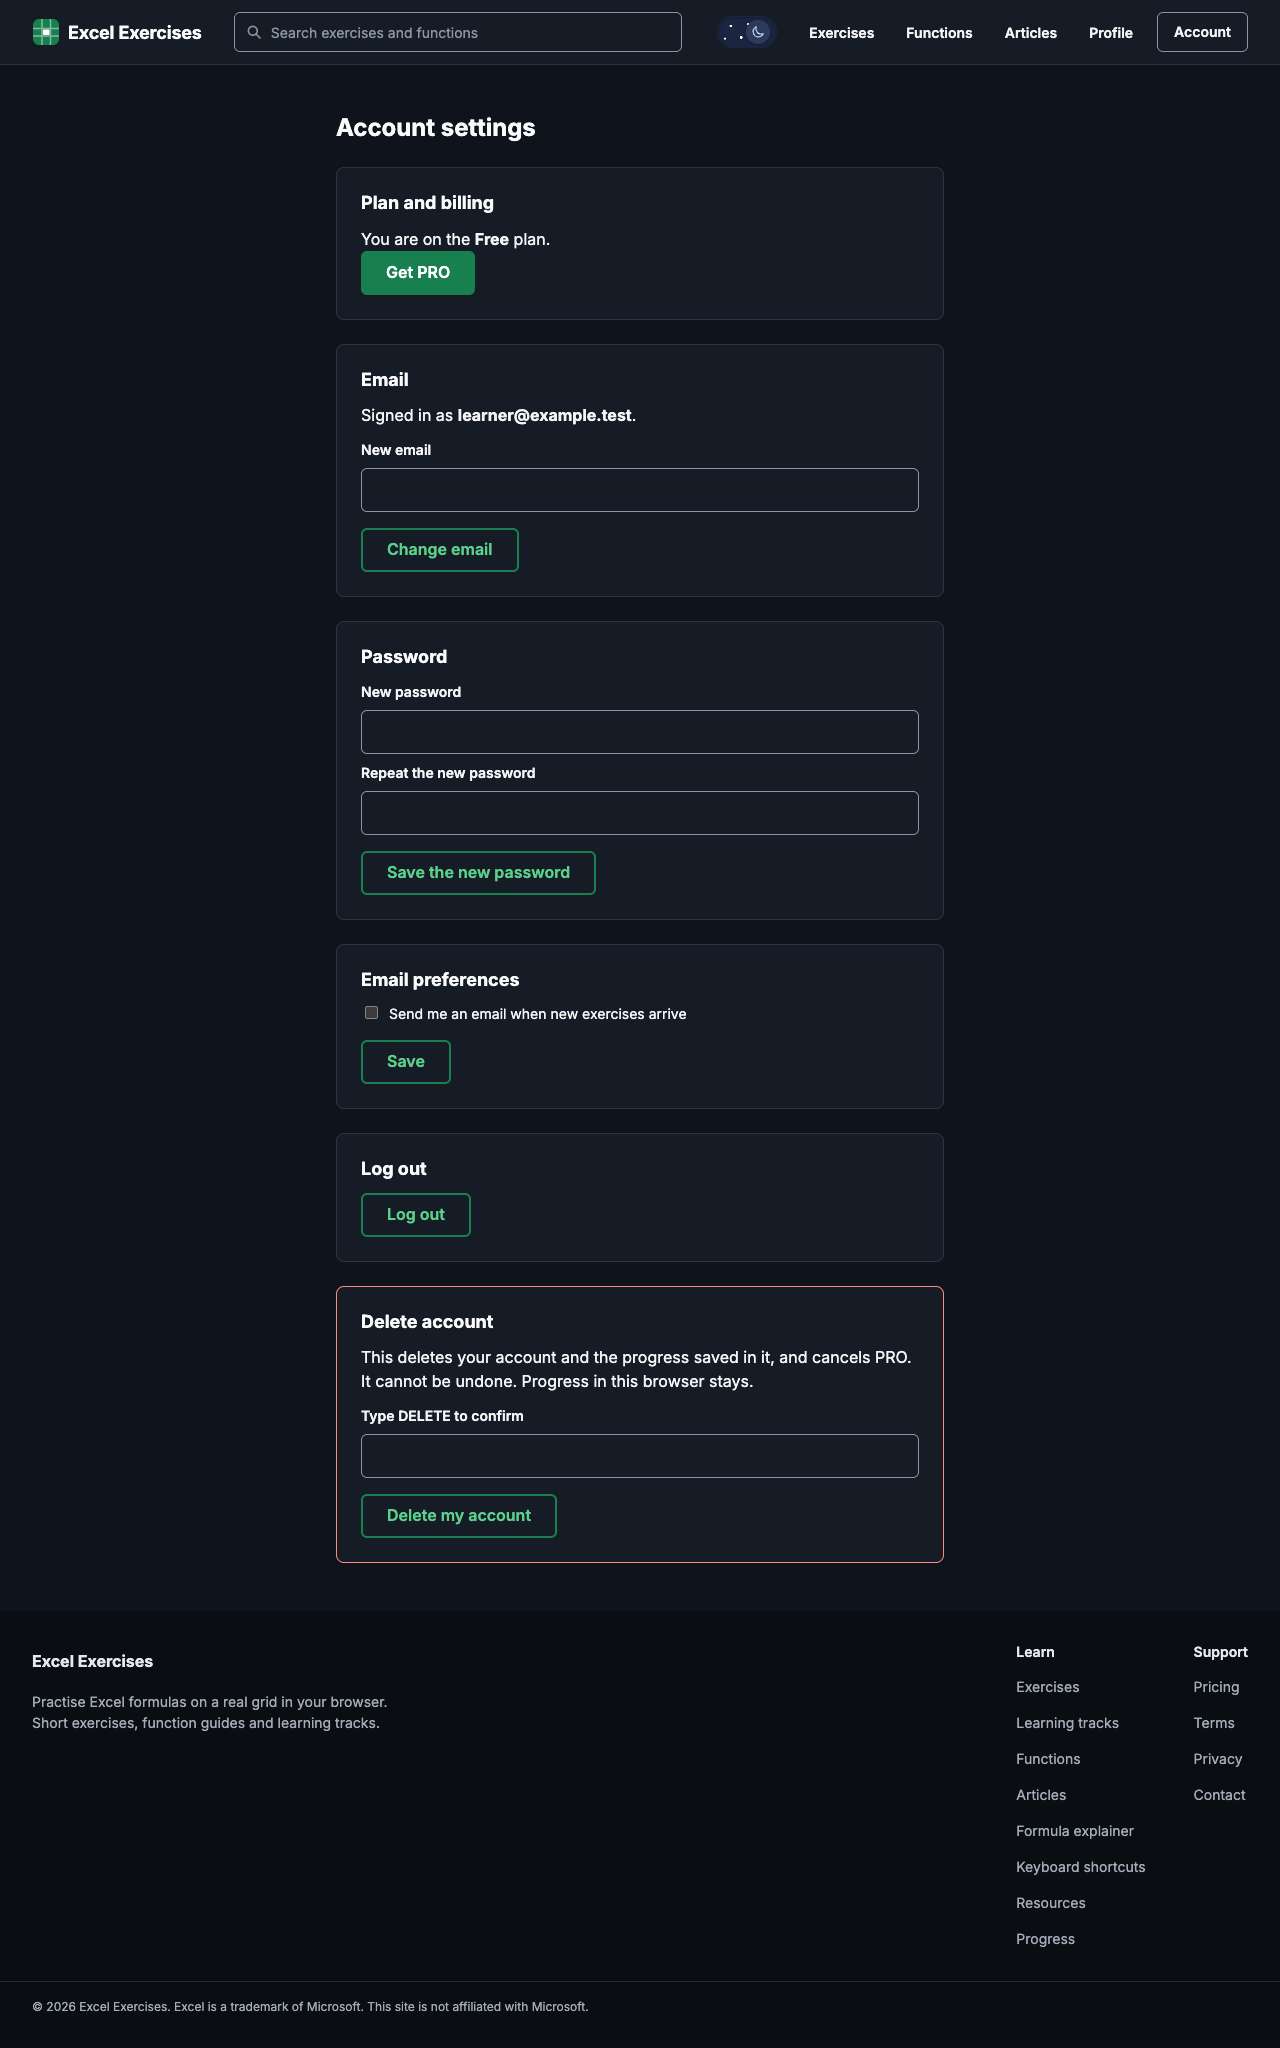 Excel Exercises
Search exercises and functions
Exercises
Functions
Articles
Profile
Account
Account settings
Plan and billing
You are on the Free plan.
Get PRO
Email
Signed in as learner@example.test.
New email
Change email
Password
New password
Repeat the new password
Save the new password
Email preferences
Send me an email when new exercises arrive
Save
Log out
Log out
Delete account
This deletes your account and the progress saved in it, and cancels PRO.
It cannot be undone. Progress in this browser stays.
Type DELETE to confirm
Delete my account
Excel Exercises
Practise Excel formulas on a real grid in your browser.
Short exercises, function guides and learning tracks.
Learn
Exercises
Learning tracks
Functions
Articles
Formula explainer
Keyboard shortcuts
Resources
Progress
Support
Pricing
Terms
Privacy
Contact
© 2026 Excel Exercises. Excel is a trademark of Microsoft. This site is not affiliated with Microsoft.